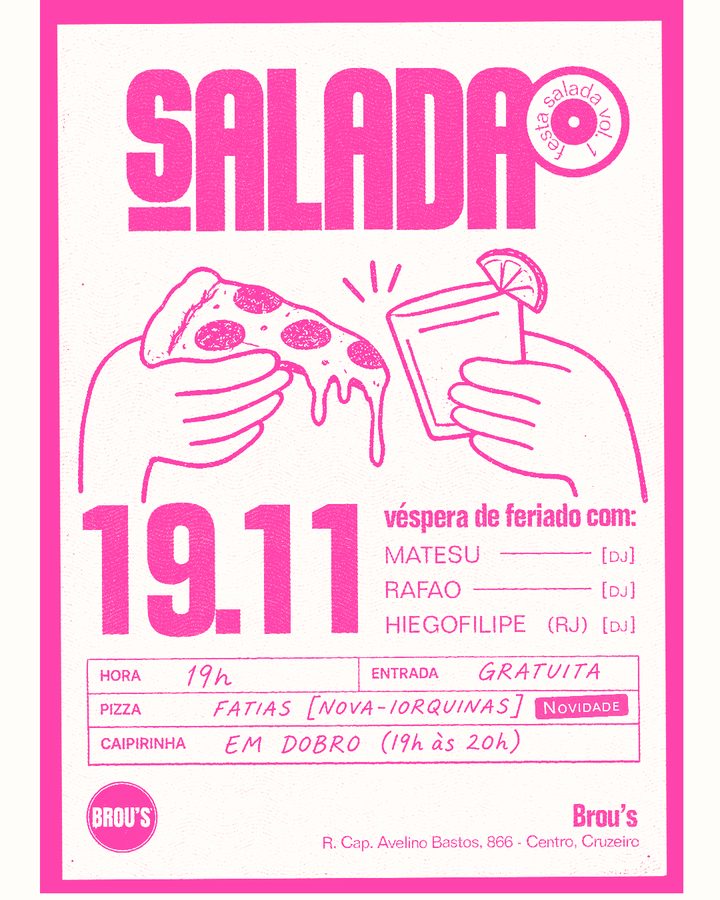 SALADA
festa salada vol. 1
19.11
véspera de feriado com:
MATESU [DJ]
RAFAO [DJ]
HIEGOFILIPE (RJ) [DJ]
HORA 19h ENTRADA GRATUITA
PIZZA FATIAS [NOVA-IORQUINAS] NOVIDADE
CAIPIRINHA EM DOBRO (19h às 20h)
BROU'S
Brou's
R. Cap. Avelino Bastos, 866 - Centro, Cruzeiro